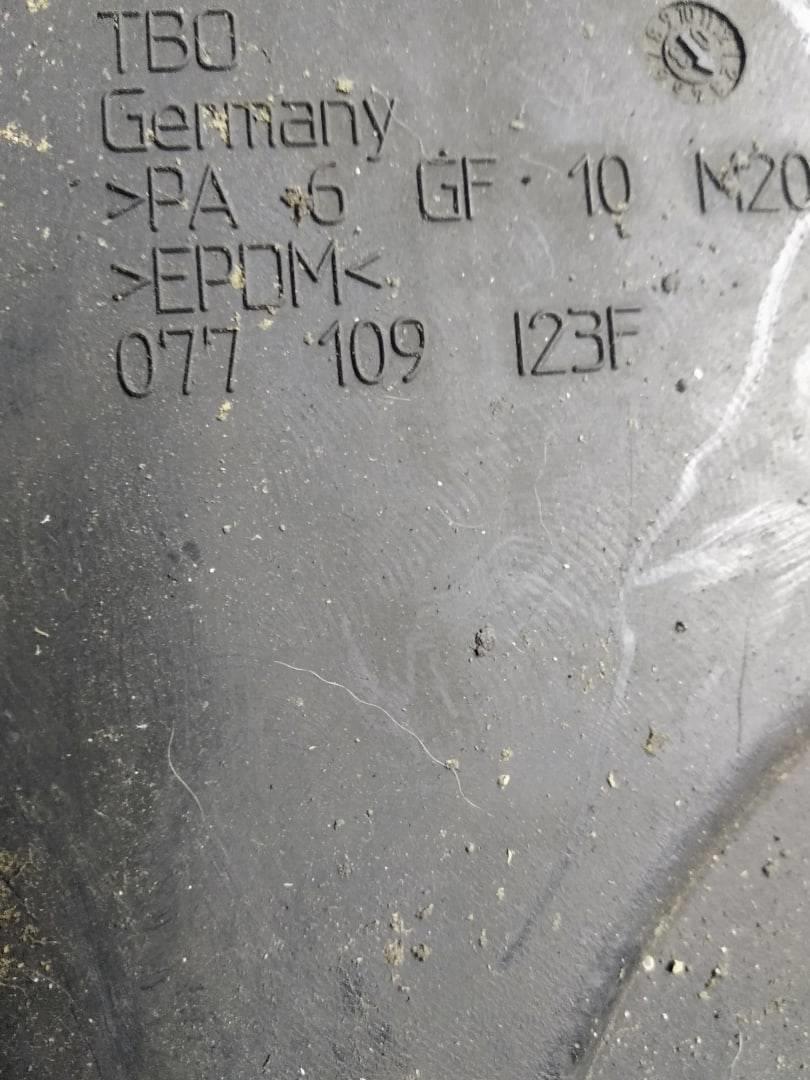 TBO
Germany
>PA 6 GF 10 M20
>EPDM<
077 109 123F